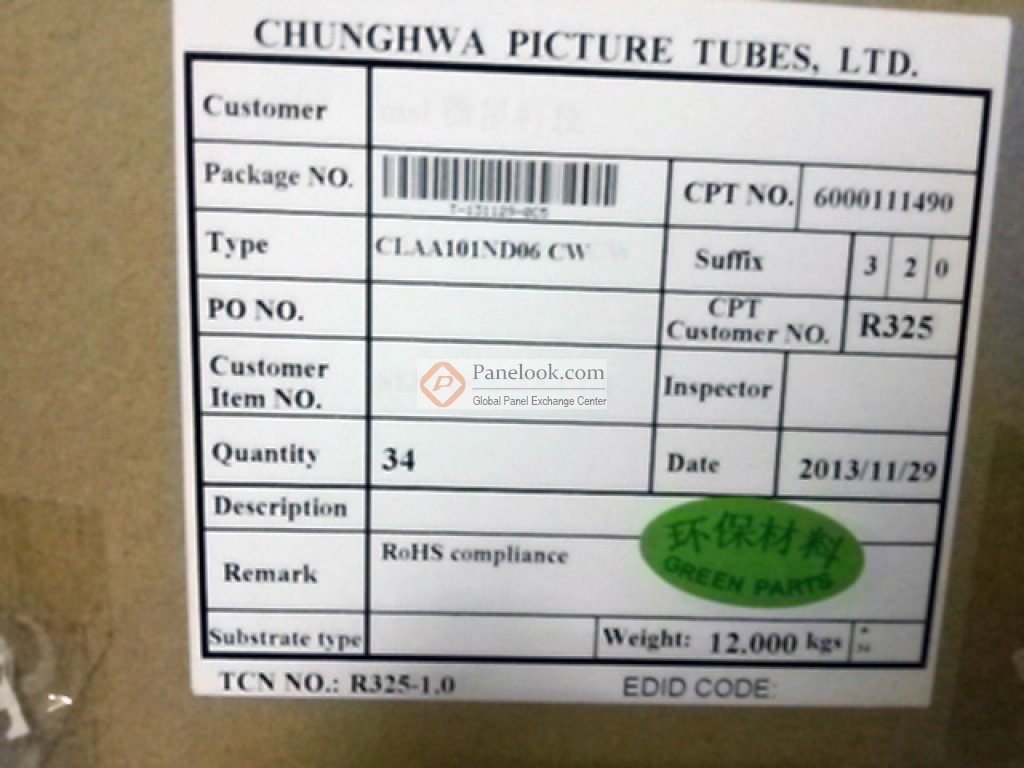 CHUNGHWA PICTURE TUBES, LTD.
Customer
Package NO.
CPT NO. 6000111490
Type CLAA101ND06 CW
Suffix 3 2 0
PO NO.
CPT
Customer NO. R325
Customer
Item NO.
Panelook.com
Global Panel Exchange Center
Inspector
Quantity 34
Date 2013/11/29
Description
环保材料
GREEN PARTS
Remark RoHS compliance
Substrate type
Weight: 12.000 kgs
TCN NO.: R325-1.0
EDID CODE: